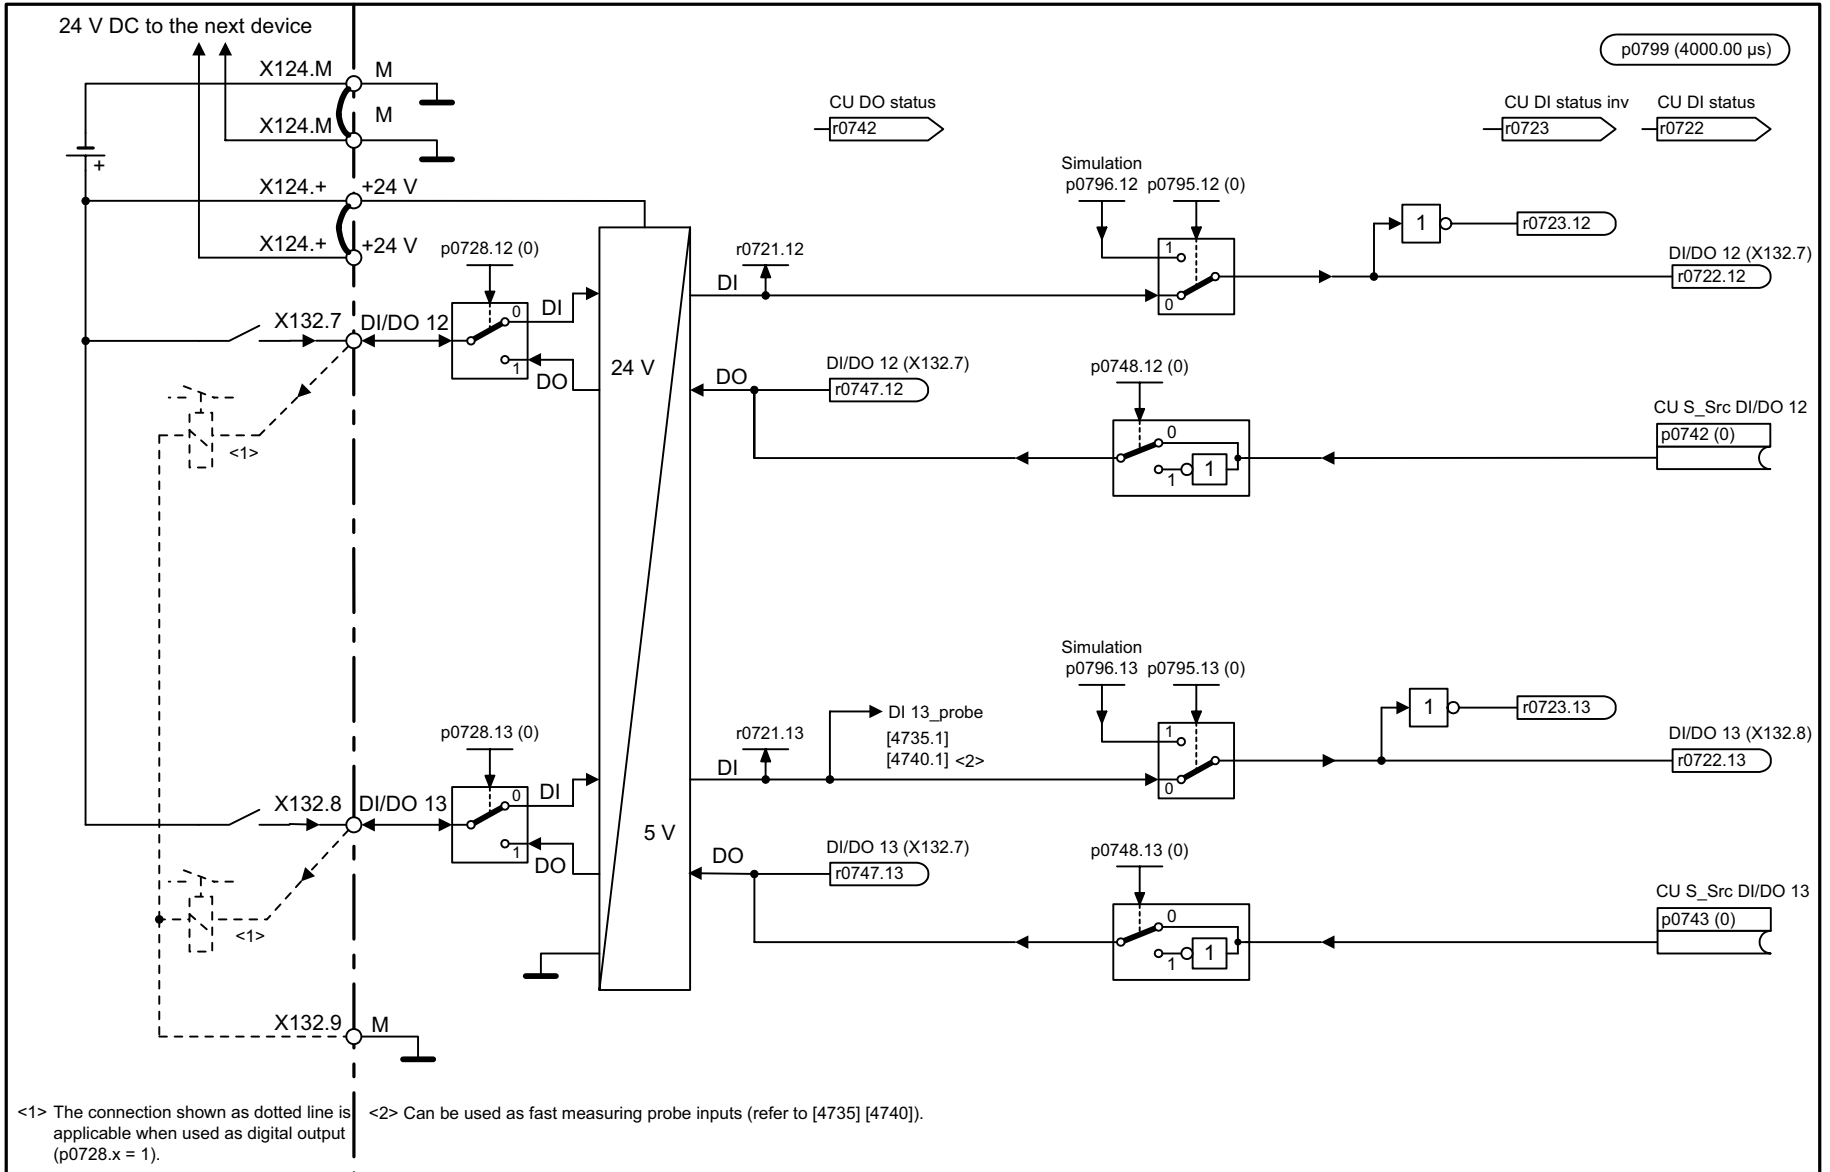 24 V DC to the next device
p0799 (4000.00 µs)
X124.M
M
X124.M
M
CU DO status
r0742
CU DI status inv
r0723
CU DI status
r0722
+
X124.+
+24 V
X124.+
+24 V
Simulation
p0796.12
p0795.12 (0)
1
0
1
r0723.12
DI/DO 12 (X132.7)
r0722.12
p0728.12 (0)
r0721.12
DI
X132.7
DI/DO 12
0
1
DI
DO
24 V
DO
DI/DO 12 (X132.7)
r0747.12
p0748.12 (0)
0
1
1
CU S_Src DI/DO 12
p0742 (0)
<1>
Simulation
p0796.13
p0795.13 (0)
1
0
1
r0723.13
DI/DO 13 (X132.8)
r0722.13
p0728.13 (0)
r0721.13
DI
DI 13_probe
[4735.1]
[4740.1] <2>
X132.8
DI/DO 13
0
1
DI
DO
5 V
DO
DI/DO 13 (X132.7)
r0747.13
p0748.13 (0)
0
1
1
CU S_Src DI/DO 13
p0743 (0)
<1>
X132.9
M
<1> The connection shown as dotted line is
applicable when used as digital output
(p0728.x = 1).
<2> Can be used as fast measuring probe inputs (refer to [4735] [4740]).